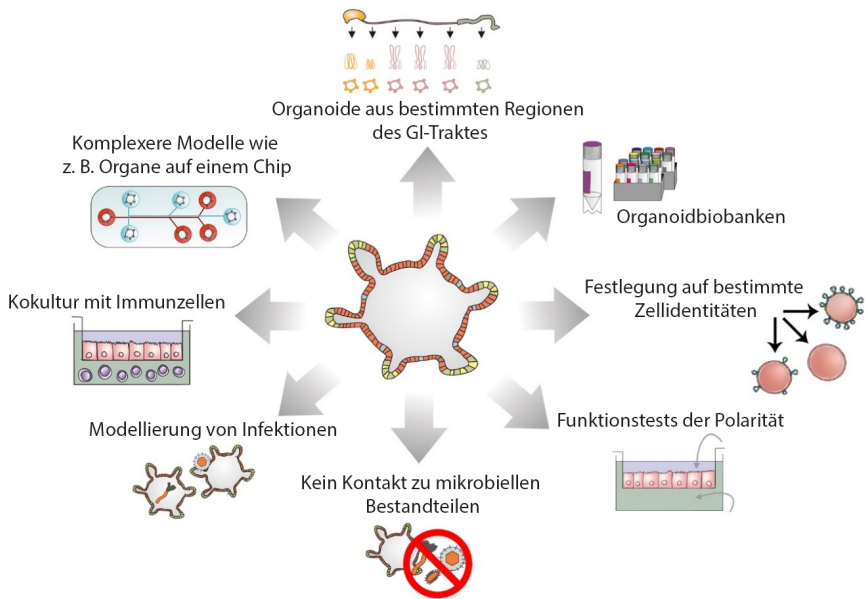 Organoide aus bestimmten Regionen
des GI-Traktes
Komplexere Modelle wie
z. B. Organe auf einem Chip
Organoidbiobanken
Kokultur mit Immunzellen
Festlegung auf bestimmte
Zellidentitäten
Modellierung von Infektionen
Funktionstests der Polarität
Kein Kontakt zu mikrobiellen
Bestandteilen